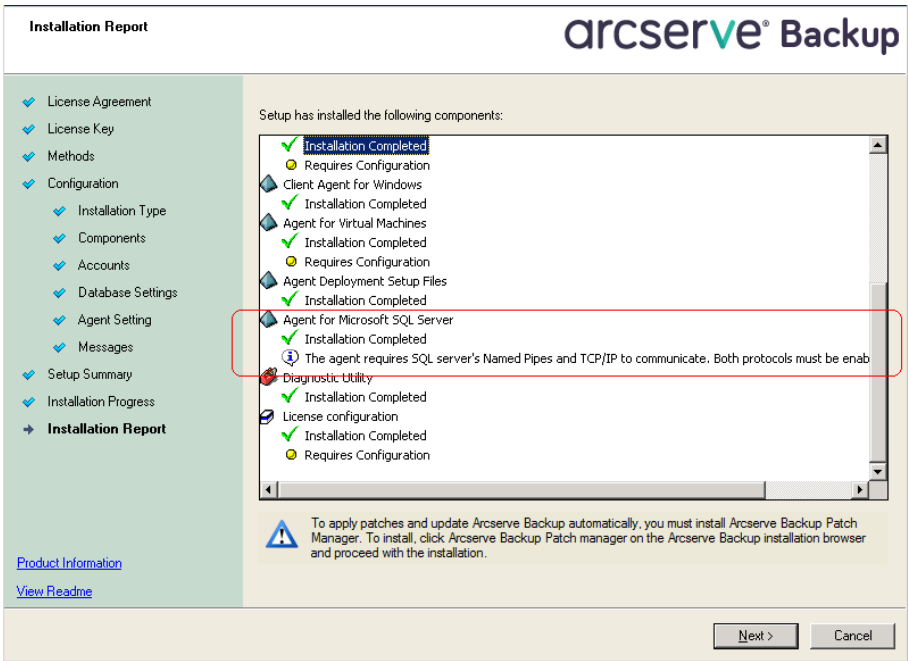 Installation Report
arcserve® Backup
License Agreement
License Key
Methods
Configuration
Installation Type
Components
Accounts
Database Settings
Agent Setting
Messages
Setup Summary
Installation Progress
Installation Report
Product Information
View Readme
Setup has installed the following components:
Installation Completed
Requires Configuration
Client Agent for Windows
Installation Completed
Agent for Virtual Machines
Installation Completed
Requires Configuration
Agent Deployment Setup Files
Installation Completed
Agent for Microsoft SQL Server
Installation Completed
The agent requires SQL server's Named Pipes and TCP/IP to communicate. Both protocols must be enab
Diagnostic Utility
Installation Completed
License configuration
Installation Completed
Requires Configuration
To apply patches and update Arcserve Backup automatically, you must install Arcserve Backup Patch
Manager. To install, click Arcserve Backup Patch manager on the Arcserve Backup installation browser
and proceed with the installation.
Next >
Cancel